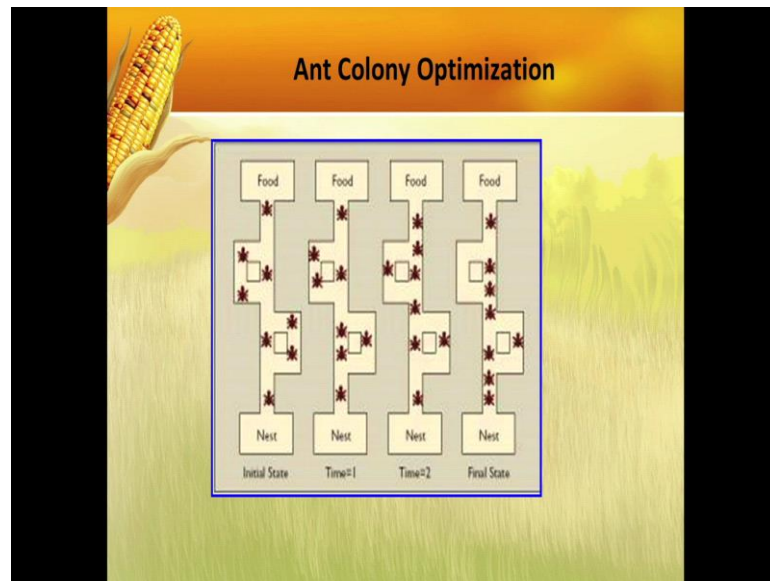 Ant Colony Optimization
Food Food Food Food
Nest Nest Nest Nest
Initial State Time=1 Time=2 Final State